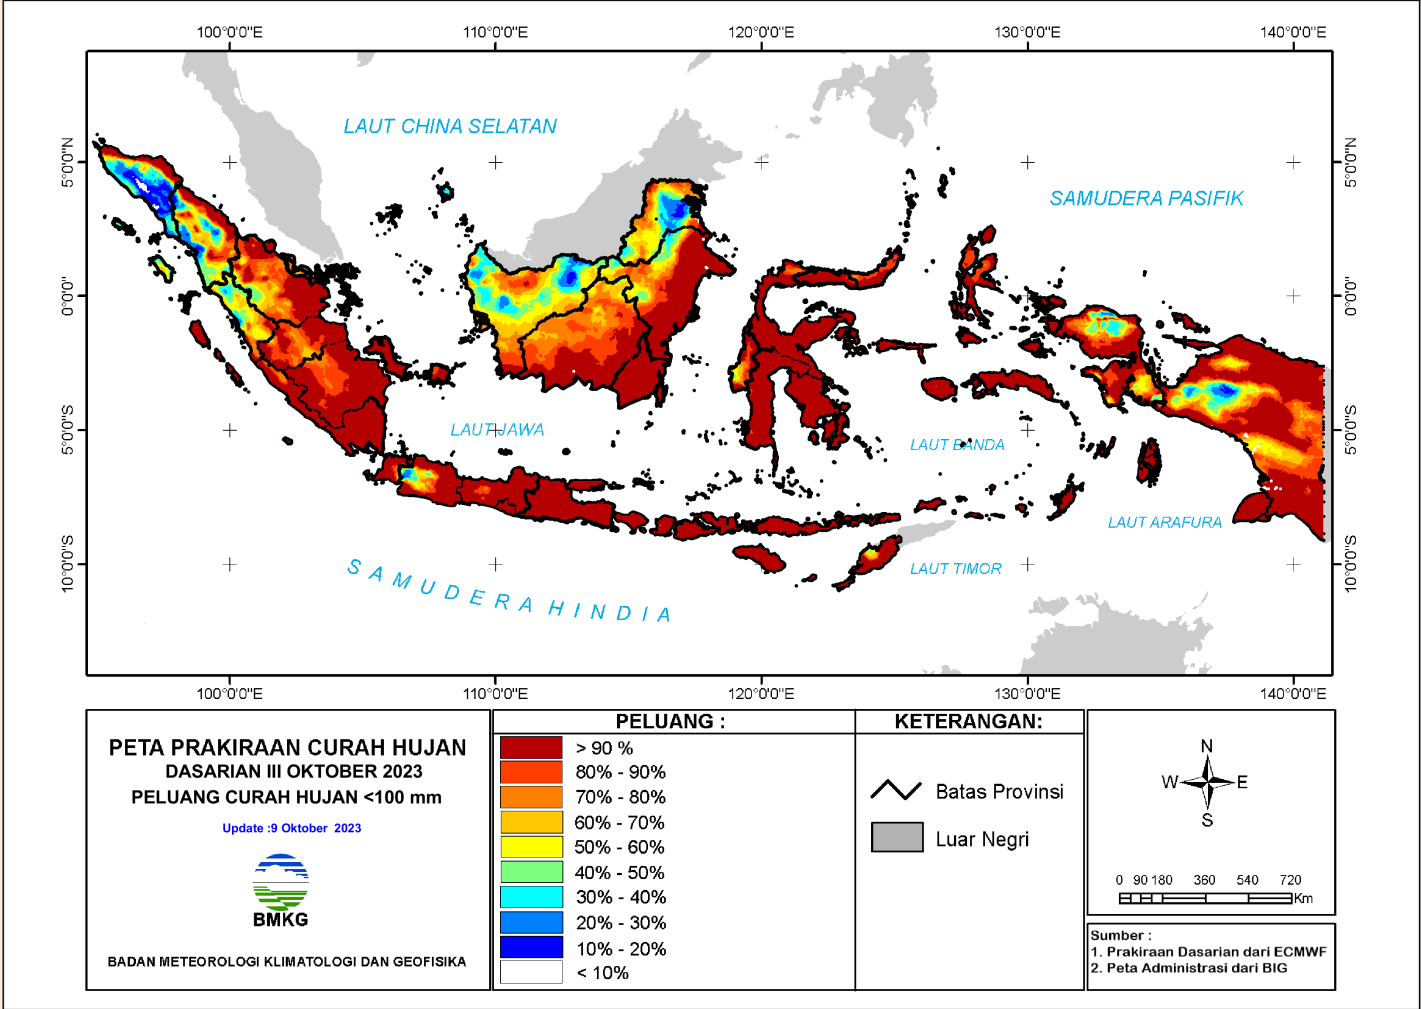 100°0'0"E 110°0'0"E 120°0'0"E 130°0'0"E 140°0'0"E
5°0'0"N
0°0'0"
5°0'0"S
10°0'0"S
LAUT CHINA SELATAN
SAMUDERA PASIFIK
LAUT JAWA
LAUT BANDA
LAUT ARAFURA
LAUT TIMOR
SAMUDERA HINDIA
5°0'0"N
0°0'0"
5°0'0"S
10°0'0"S
100°0'0"E 110°0'0"E 120°0'0"E 130°0'0"E 140°0'0"E
PETA PRAKIRAAN CURAH HUJAN
DASARIAN III OKTOBER 2023
PELUANG CURAH HUJAN <100 mm
Update :9 Oktober 2023
BMKG
BADAN METEOROLOGI KLIMATOLOGI DAN GEOFISIKA
PELUANG :
> 90 %
80% - 90%
70% - 80%
60% - 70%
50% - 60%
40% - 50%
30% - 40%
20% - 30%
10% - 20%
< 10%
KETERANGAN:
Batas Provinsi
Luar Negri
N
W E
S
0 90 180 360 540 720
Km
Sumber :
1. Prakiraan Dasarian dari ECMWF
2. Peta Administrasi dari BIG